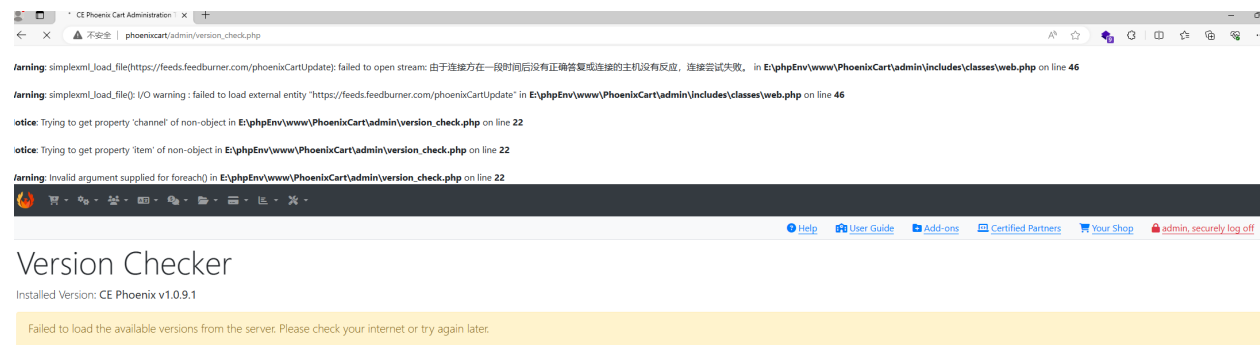 CE Phoenix Cart Administration T
不安全 phoenixcart/admin/version_check.php
Varning: simplexml_load_file(https://feeds.feedburner.com/phoenixCartUpdate): failed to open stream: 由于连接方在一段时间后没有正确答复或连接的主机没有反应，连接尝试失败。 in E:\phpEnv\www\PhoenixCart\admin\includes\classes\web.php on line 46
Varning: simplexml_load_file(): I/O warning : failed to load external entity "https://feeds.feedburner.com/phoenixCartUpdate" in E:\phpEnv\www\PhoenixCart\admin\includes\classes\web.php on line 46
otice: Trying to get property 'channel' of non-object in E:\phpEnv\www\PhoenixCart\admin\version_check.php on line 22
otice: Trying to get property 'item' of non-object in E:\phpEnv\www\PhoenixCart\admin\version_check.php on line 22
Varning: Invalid argument supplied for foreach() in E:\phpEnv\www\PhoenixCart\admin\version_check.php on line 22
Help User Guide Add-ons Certified Partners Your Shop admin, securely log off
Version Checker
Installed Version: CE Phoenix v1.0.9.1
Failed to load the available versions from the server. Please check your internet or try again later.